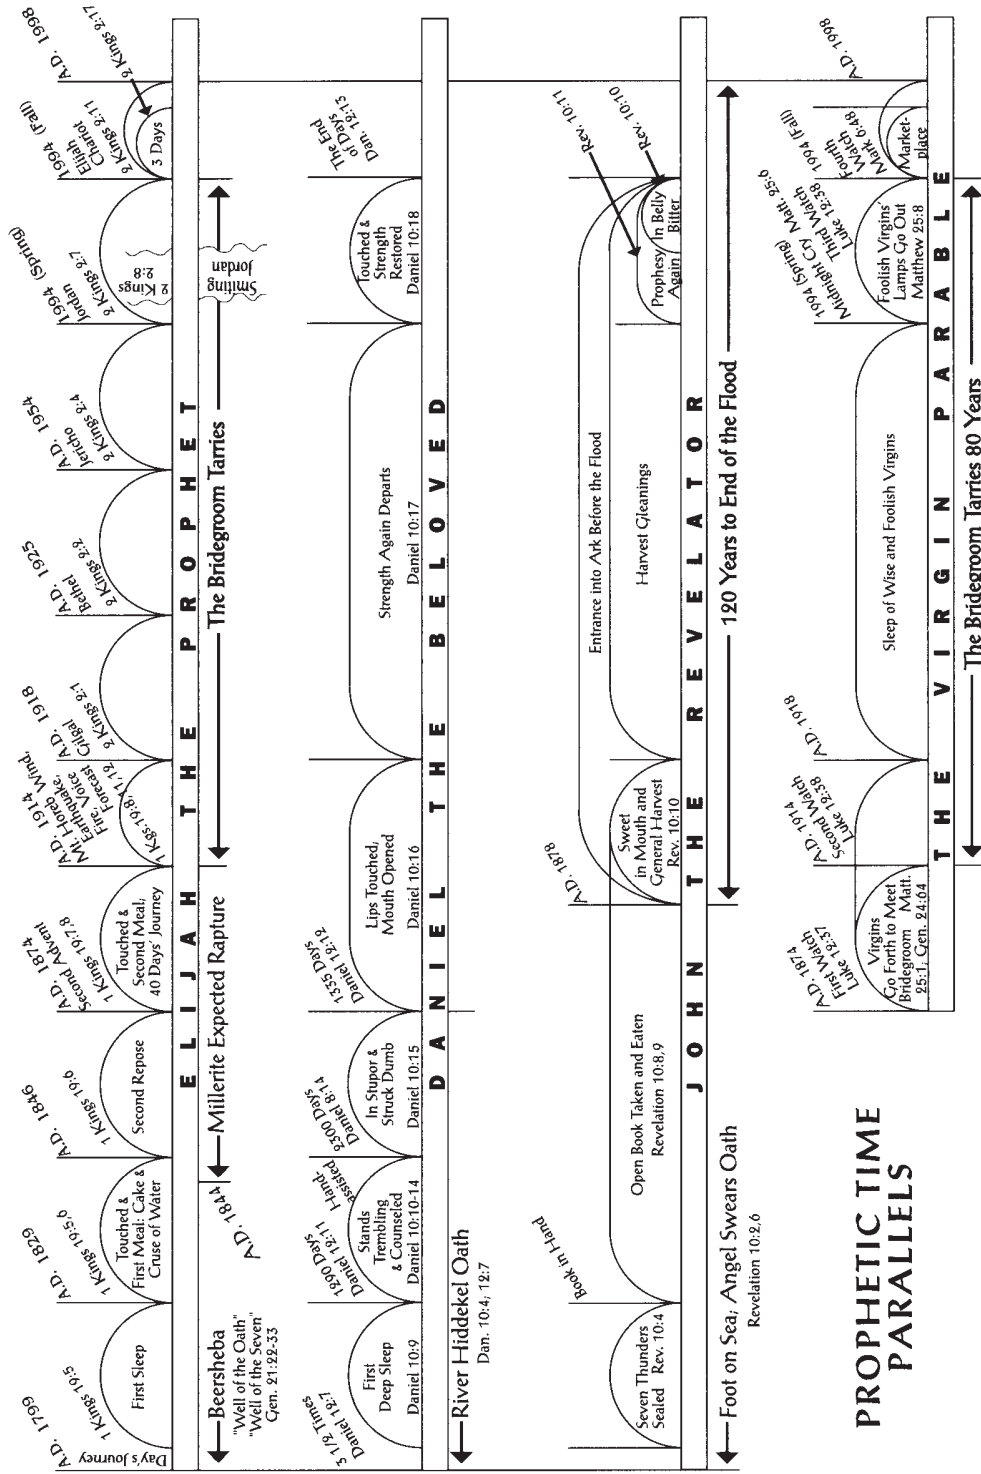 PROPHETIC TIME
PARALLELS
A.D. 1799
1 Kings 19:5
Day's Journey
First Sleep
A.D. 1829
1 Kings 19:5,6
Touched &
First Meal: Cake &
Cruse of Water
A.D. 1846
1 Kings 19:6
Second Repose
A.D. 1874
Second Advent
1 Kings 19:7,8
Touched &
Second Meal;
40 Days' Journey
A.D. 1914
Mt. Horeb Wind,
Earthquake,
Fire, Voice
Forecast
1 Kgs. 19:8,11,12
A.D. 1918
Gilgal
2 Kings 2:1
A.D. 1925
Bethel
2 Kings 2:2
A.D. 1954
Jericho
2 Kings 2:4
1994 (Spring)
Jordan
2 Kings 2:7
2 Kings
2:8
Smiting
Jordan
1994 (Fall)
Elijah
Chariot
2 Kings 2:11
3 Days
2 Kings 2:17
A.D. 1998
ELIJAH THE PROPHET
Beersheba
"Well of the Oath"
"Well of the Seven"
Gen. 21:22-33
A.D. 1844
Millerite Expected Rapture
The Bridegroom Tarries
3 1/2 Times
Daniel 12:7
First
Deep Sleep
Daniel 10:9
1290 Days
Daniel 12:11
Hand-
assisted
Stands
Trembling
& Counseled
Daniel 10:10-14
2300 Days
Daniel 8:14
In Stupor &
Struck Dumb
Daniel 10:15
1335 Days
Daniel 12:12
Lips Touched,
Mouth Opened
Daniel 10:16
Strength Again Departs
Daniel 10:17
Touched &
Strength
Restored
Daniel 10:18
The End
of Days
Dan. 12:13
DANIEL THE BELOVED
River Hiddekel Oath
Dan. 10:4; 12:7
Seven Thunders
Sealed Rev. 10:4
Book in Hand
Open Book Taken and Eaten
Revelation 10:8,9
A.D. 1878
Sweet
in Mouth and
General Harvest
Rev. 10:10
Entrance into Ark Before the Flood
Harvest Gleanings
Prophesy
Again
In Belly
Bitter
Rev. 10:11
Rev. 10:10
JOHN THE REVELATOR
Foot on Sea; Angel Swears Oath
Revelation 10:2,6
120 Years to End of the Flood
A.D. 1874
First Watch
Luke 12:37
Virgins
Go Forth to Meet
Bridegroom Matt.
25:1; Gen. 24:64
A.D. 1914
Second Watch
Luke 12:38
A.D. 1918
Sleep of Wise and Foolish Virgins
1994 (Spring)
Midnight Cry Matt. 25:6
Third Watch
Luke 12:38
Foolish Virgins'
Lamps Go Out
Matthew 25:8
1994 (Fall)
Fourth
Watch
Mark 6:48
Market-
place
A.D. 1998
THE VIRGIN PARABLE
The Bridegroom Tarries 80 Years